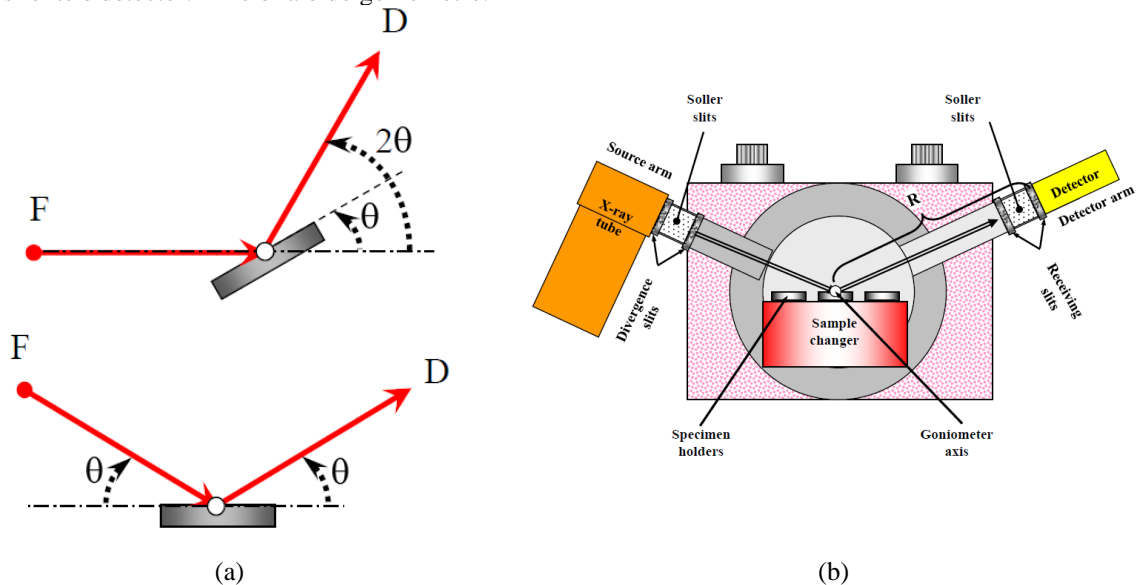 D
2θ
F
θ
F
D
θ
θ
(a)
Soller
slits
Soller
slits
Source arm
X-ray
tube
R
Detector
Detector arm
Divergence
slits
Receiving
slits
Sample
changer
Specimen
holders
Goniometer
axis
(b)